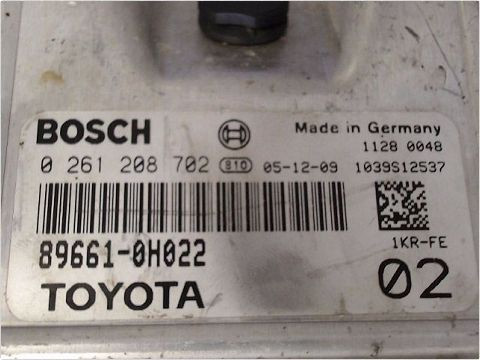 BOSCH
Made in Germany
1128 0048
0 261 208 702 S10 05-12-09 1039S12537
89661-0H022
1KR-FE
TOYOTA
02